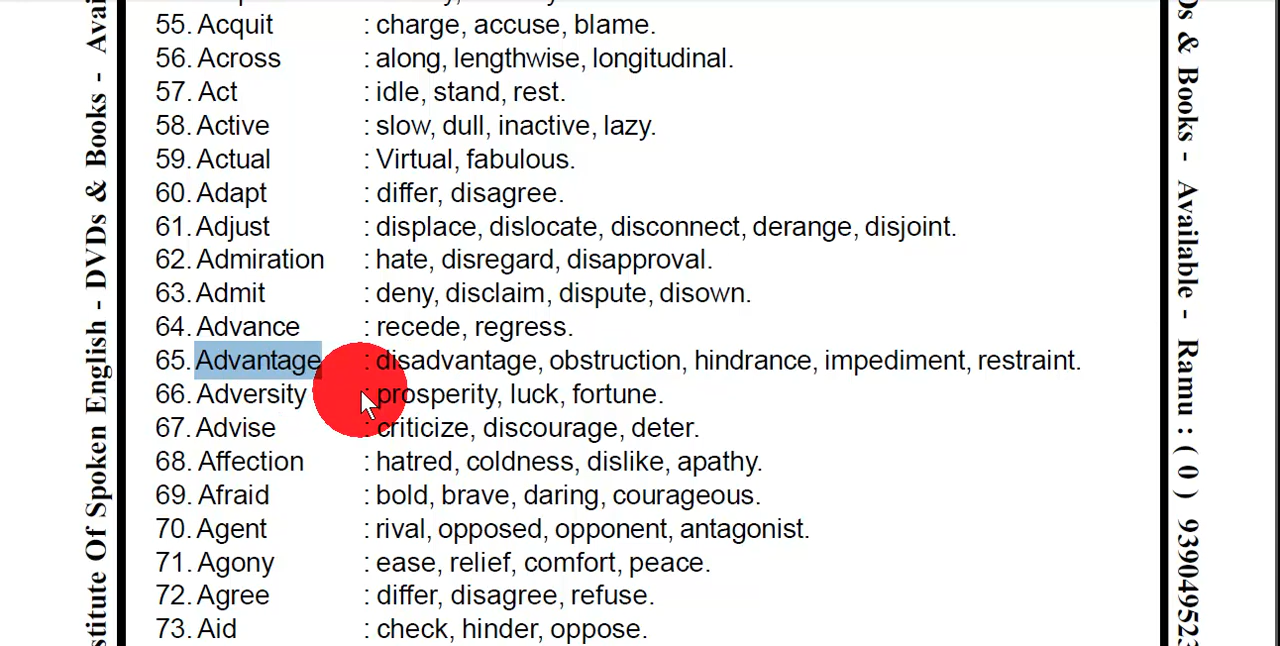 55. Acquit : charge, accuse, blame.
56. Across : along, lengthwise, longitudinal.
57. Act : idle, stand, rest.
58. Active : slow, dull, inactive, lazy.
59. Actual : Virtual, fabulous.
60. Adapt : differ, disagree.
61. Adjust : displace, dislocate, disconnect, derange, disjoint.
62. Admiration : hate, disregard, disapproval.
63. Admit : deny, disclaim, dispute, disown.
64. Advance : recede, regress.
65. Advantage : disadvantage, obstruction, hindrance, impediment, restraint.
66. Adversity : prosperity, luck, fortune.
67. Advise : criticize, discourage, deter.
68. Affection : hatred, coldness, dislike, apathy.
69. Afraid : bold, brave, daring, courageous.
70. Agent : rival, opposed, opponent, antagonist.
71. Agony : ease, relief, comfort, peace.
72. Agree : differ, disagree, refuse.
73. Aid : check, hinder, oppose.
Of Spoken English - DVDs & Books -
& Books - Available - Ramu : ( 0 )